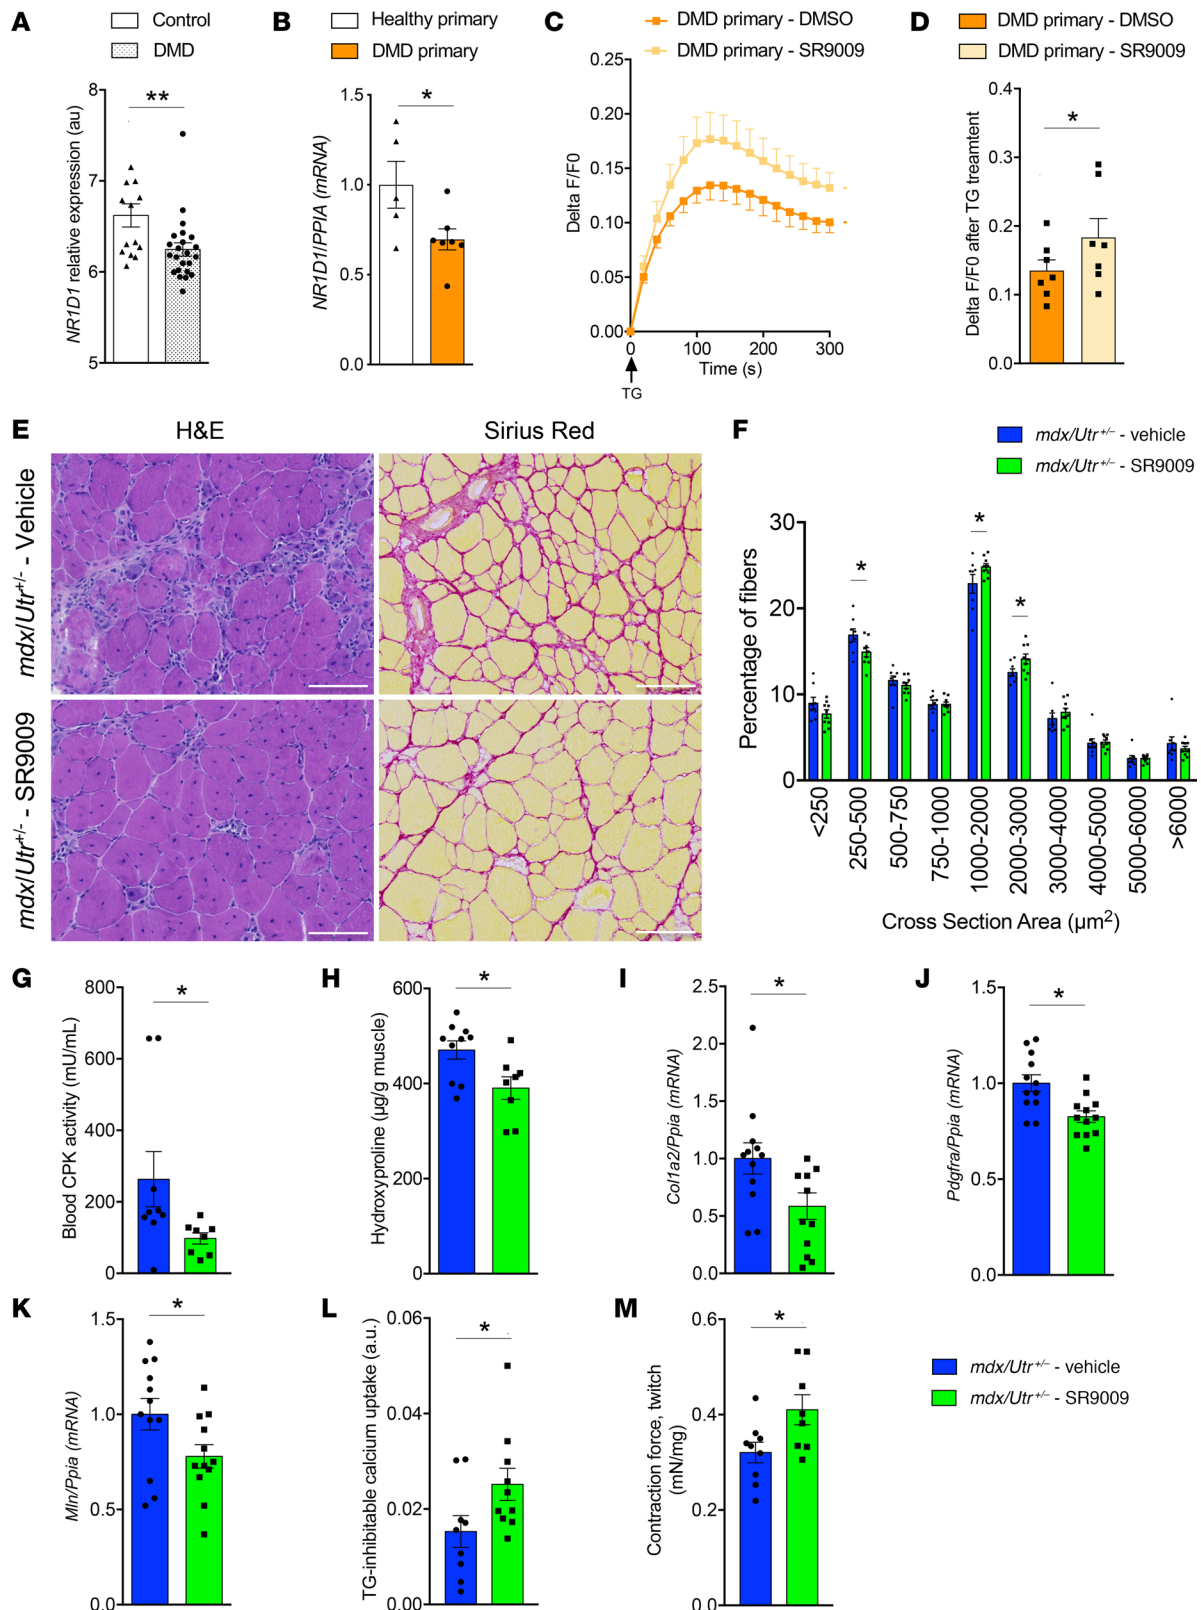 A
Control
DMD
**
NR1D1 relative expression (au)
8
7
6
5
B
Healthy primary
DMD primary
*
NR1D1/PPIA (mRNA)
1.5
1.0
0.5
0.0
C
DMD primary - DMSO
DMD primary - SR9009
Delta F/F0
0.25
0.20
0.15
0.10
0.05
0.00
0 100 200 300
Time (s)
TG
D
DMD primary - DMSO
DMD primary - SR9009
*
Delta F/F0 after TG treamtent
0.4
0.3
0.2
0.1
0.0
E
H&E
Sirius Red
mdx/Utr+/- - Vehicle
mdx/Utr+/- - SR9009
F
mdx/Utr+/– - vehicle
mdx/Utr+/– - SR9009
Percentage of fibers
30
20
10
0
* * * 
<250 250-500 500-750 750-1000 1000-2000 2000-3000 3000-4000 4000-5000 5000-6000 >6000
Cross Section Area (µm2)
G
*
Blood CPK activity (mU/mL)
800
600
400
200
0
H
*
Hydroxyproline (µg/g muscle)
600
400
200
0
I
*
Col1a2/Ppia (mRNA)
2.5
2.0
1.5
1.0
0.5
0.0
J
*
Pdgfra/Ppia (mRNA)
1.5
1.0
0.5
0.0
K
*
Mln/Ppia (mRNA)
1.5
1.0
0.5
0.0
L
*
TG-inhibitable calcium uptake (a.u.)
0.06
0.04
0.02
0.00
M
*
Contraction force, twitch
(mN/mg)
0.6
0.4
0.2
0.0
mdx/Utr+/– - vehicle
mdx/Utr+/– - SR9009